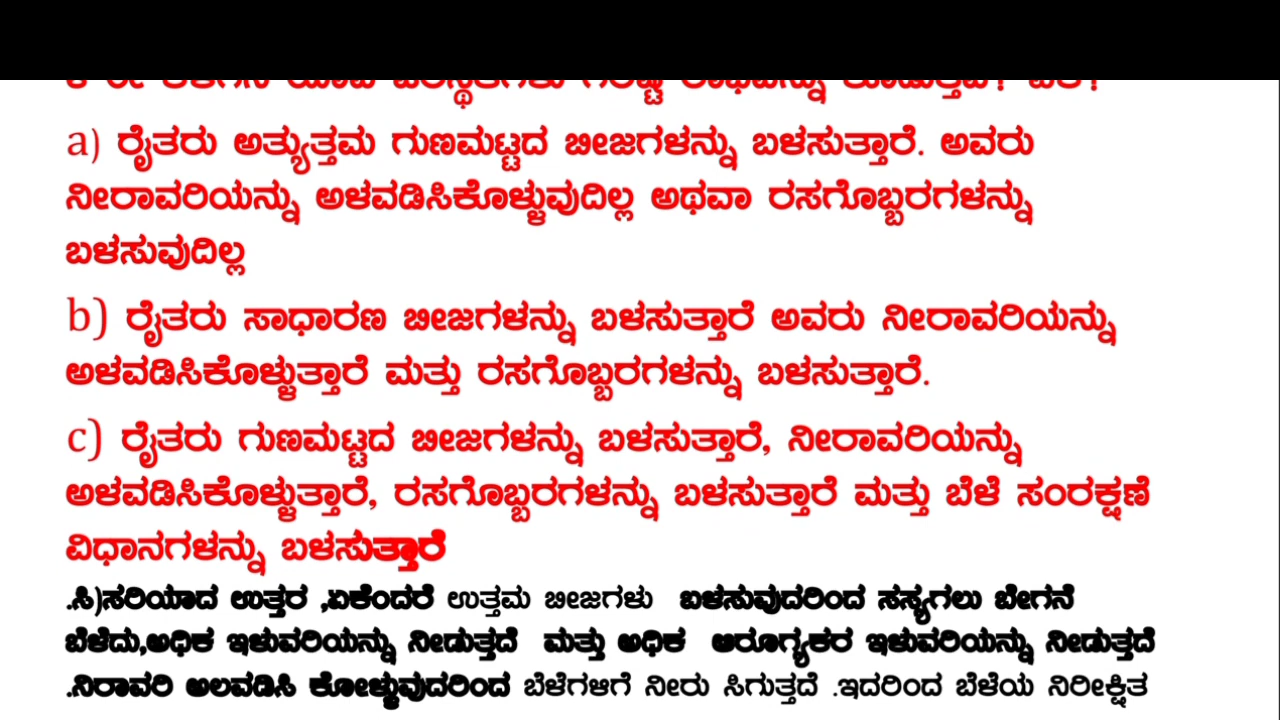 a) ರೈತರು ಅತ್ಯುತ್ತಮ ಗುಣಮಟ್ಟದ ಬೀಜಗಳನ್ನು ಬಳಸುತ್ತಾರೆ. ಅವರು
ನೀರಾವರಿಯನ್ನು ಅಳವಡಿಸಿಕೊಳ್ಳುವುದಿಲ್ಲ ಅಥವಾ ರಸಗೊಬ್ಬರಗಳನ್ನು
ಬಳಸುವುದಿಲ್ಲ
b) ರೈತರು ಸಾಧಾರಣ ಬೀಜಗಳನ್ನು ಬಳಸುತ್ತಾರೆ ಅವರು ನೀರಾವರಿಯನ್ನು
ಅಳವಡಿಸಿಕೊಳ್ಳುತ್ತಾರೆ ಮತ್ತು ರಸಗೊಬ್ಬರಗಳನ್ನು ಬಳಸುತ್ತಾರೆ.
c) ರೈತರು ಗುಣಮಟ್ಟದ ಬೀಜಗಳನ್ನು ಬಳಸುತ್ತಾರೆ, ನೀರಾವರಿಯನ್ನು
ಅಳವಡಿಸಿಕೊಳ್ಳುತ್ತಾರೆ, ರಸಗೊಬ್ಬರಗಳನ್ನು ಬಳಸುತ್ತಾರೆ ಮತ್ತು ಬೆಳೆ ಸಂರಕ್ಷಣೆ
ವಿಧಾನಗಳನ್ನು ಬಳಸುತ್ತಾರೆ
.ಸಿ)ಸರಿಯಾದ ಉತ್ತರ ,ಏಕೆಂದರೆ ಉತ್ತಮ ಬೀಜಗಳು ಬಳಸುವುದರಿಂದ ಸಸ್ಯಗಲು ಬೇಗನೆ
ಬೆಳೆದು,ಅಧಿಕ ಇಳುವರಿಯನ್ನು ನೀಡುತ್ತದೆ ಮತ್ತು ಅಧಿಕ ಆರೂಗ್ಯಕರ ಇಳುವರಿಯನ್ನು ನೀಡುತ್ತದೆ
.ನಿರಾವರಿ ಅಲವಡಿಸಿ ಕೋಳ್ಳುವುದರಿಂದ ಬೆಳೆಗಳಿಗೆ ನೀರು ಸಿಗುತ್ತದೆ .ಇದರಿಂದ ಬೆಳೆಯ ನಿರೀಕ್ಷಿತ